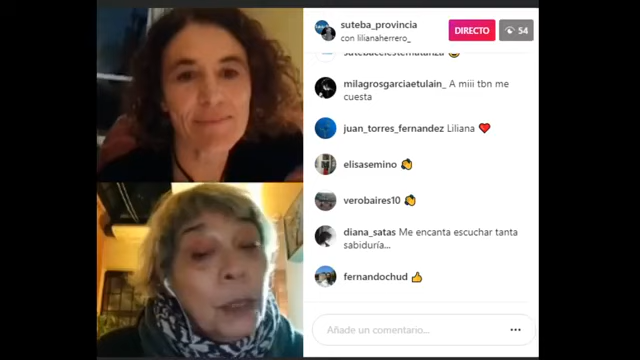 suteba_provincia
con lilianaherrero_
DIRECTO
54
sutebacelestematanza
milagrosgarciaetulain_ A miii tbn me
cuesta
juan_torres_fernandez Liliana ❤️
elisasemino 👏
verobaires10 👏
diana_satas Me encanta escuchar tanta
sabiduría...
fernandochud 👍
Añade un comentario...